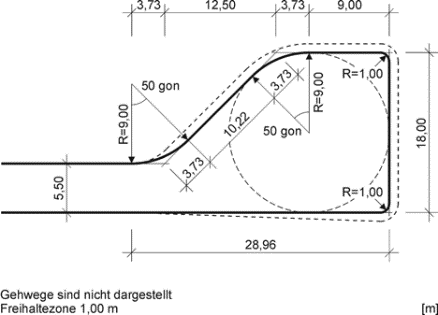 3,73 12,50 3,73 9,00
50 gon
R=9,00
3,73
R=9,00
R=1,00
10,22
50 gon
3,73
18,00
5,50
R=1,00
28,96
Gehwege sind nicht dargestellt
Freihaltezone 1,00 m [m]